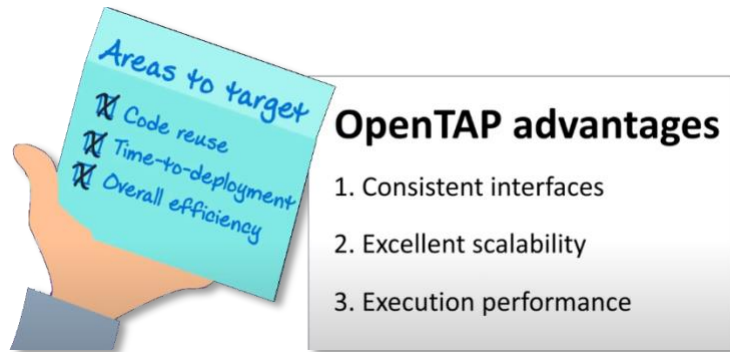 Areas to target
Code reuse
Time-to-deployment
Overall efficiency
OpenTAP advantages
1. Consistent interfaces
2. Excellent scalability
3. Execution performance